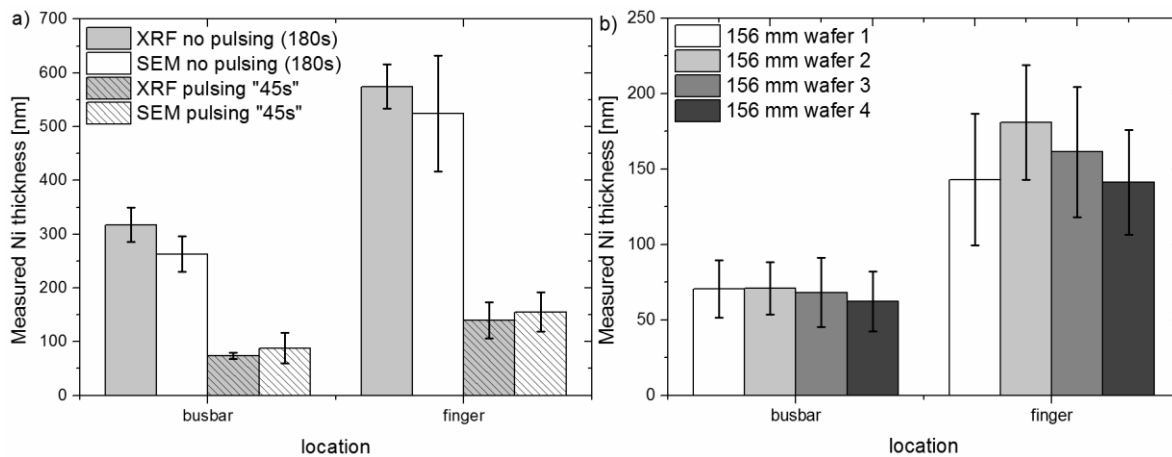 a)
700
600
500
400
300
200
100
0
Measured Ni thickness [nm]
XRF no pulsing (180s)
SEM no pulsing (180s)
XRF pulsing "45s"
SEM pulsing "45s"
busbar
finger
location
b)
250
200
150
100
50
0
Measured Ni thickness [nm]
156 mm wafer 1
156 mm wafer 2
156 mm wafer 3
156 mm wafer 4
busbar
finger
location